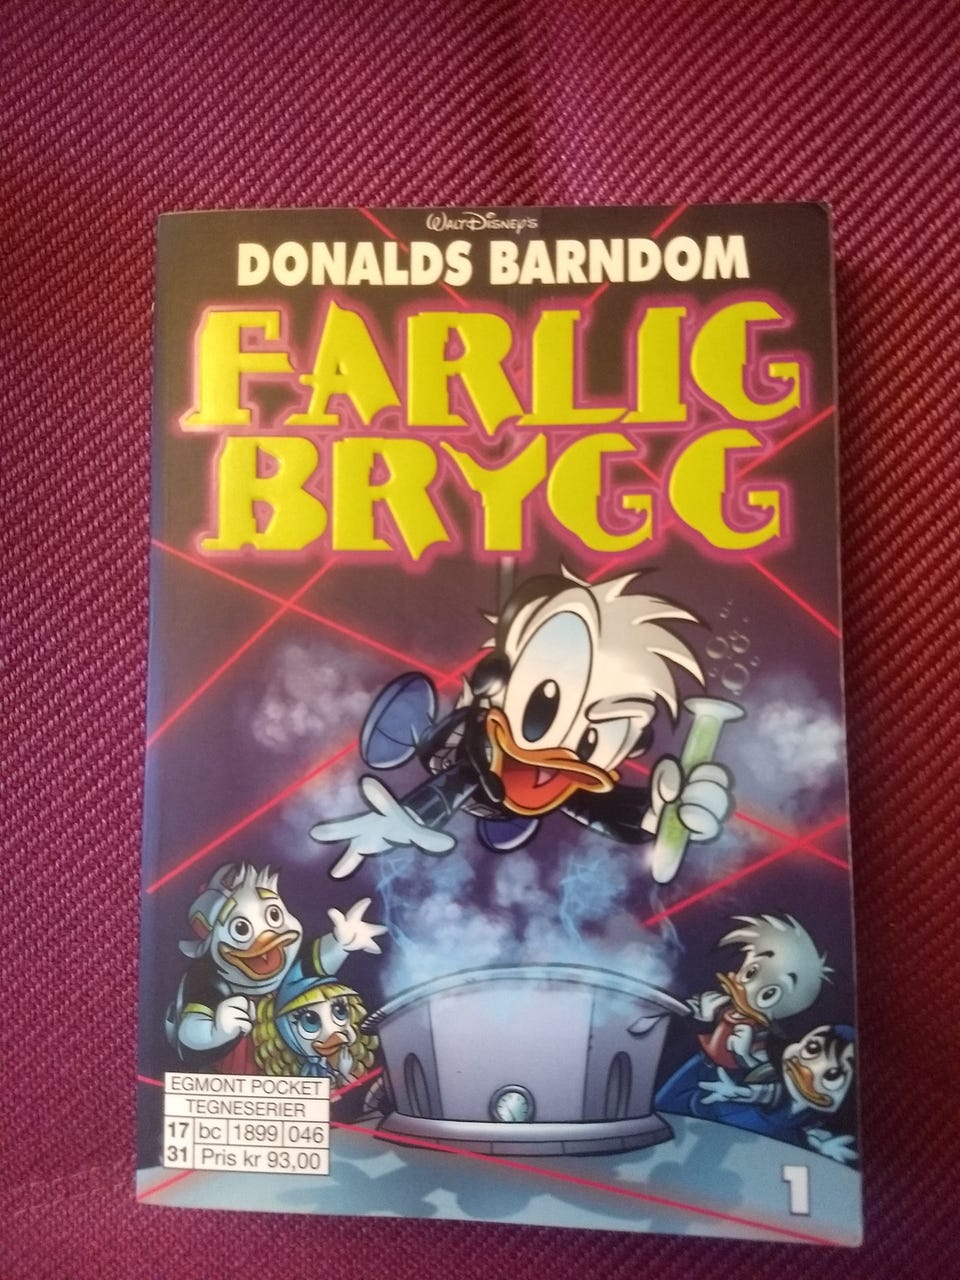 WALT DISNEY'S
DONALDS BARNDOM
FARLIG
BRYGG
EGMONT POCKET
TEGNESERIER
17 bc 1899 046
31 Pris kr 93,00
1